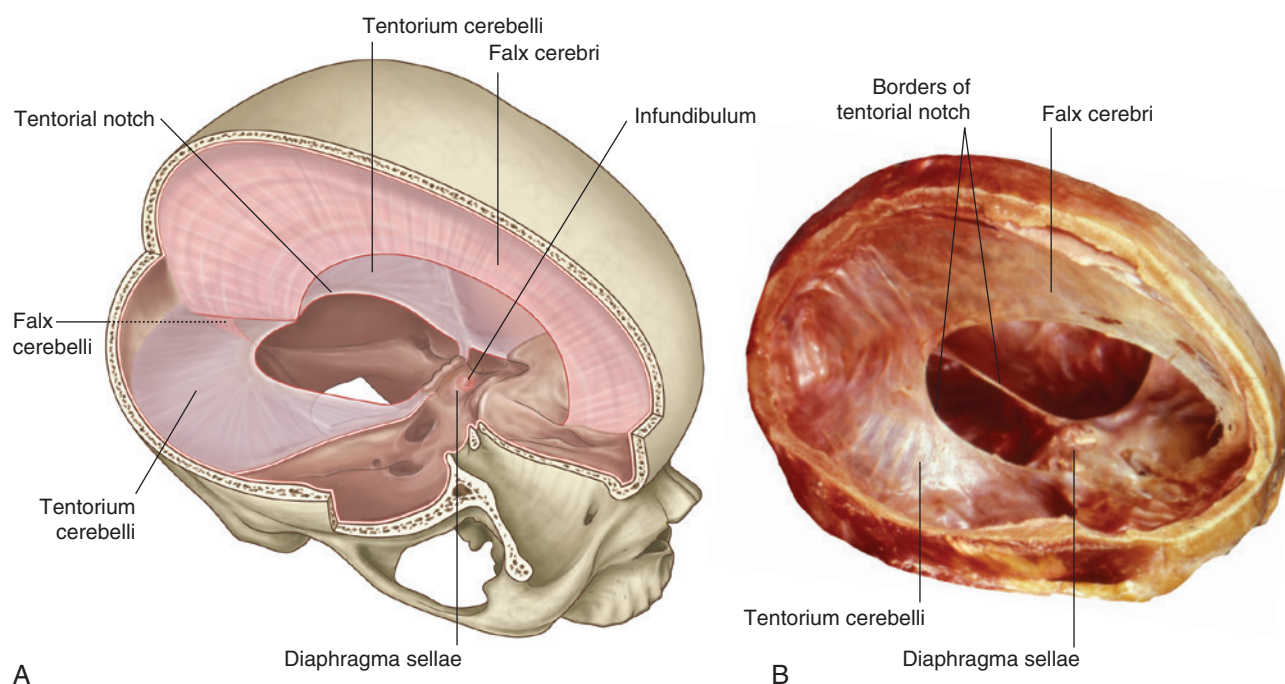 Tentorium cerebelli
Falx cerebri
Tentorial notch
Infundibulum
Falx
cerebelli
Tentorium
cerebelli
Diaphragma sellae
A
Borders of
tentorial notch
Falx cerebri
Tentorium cerebelli
Diaphragma sellae
B